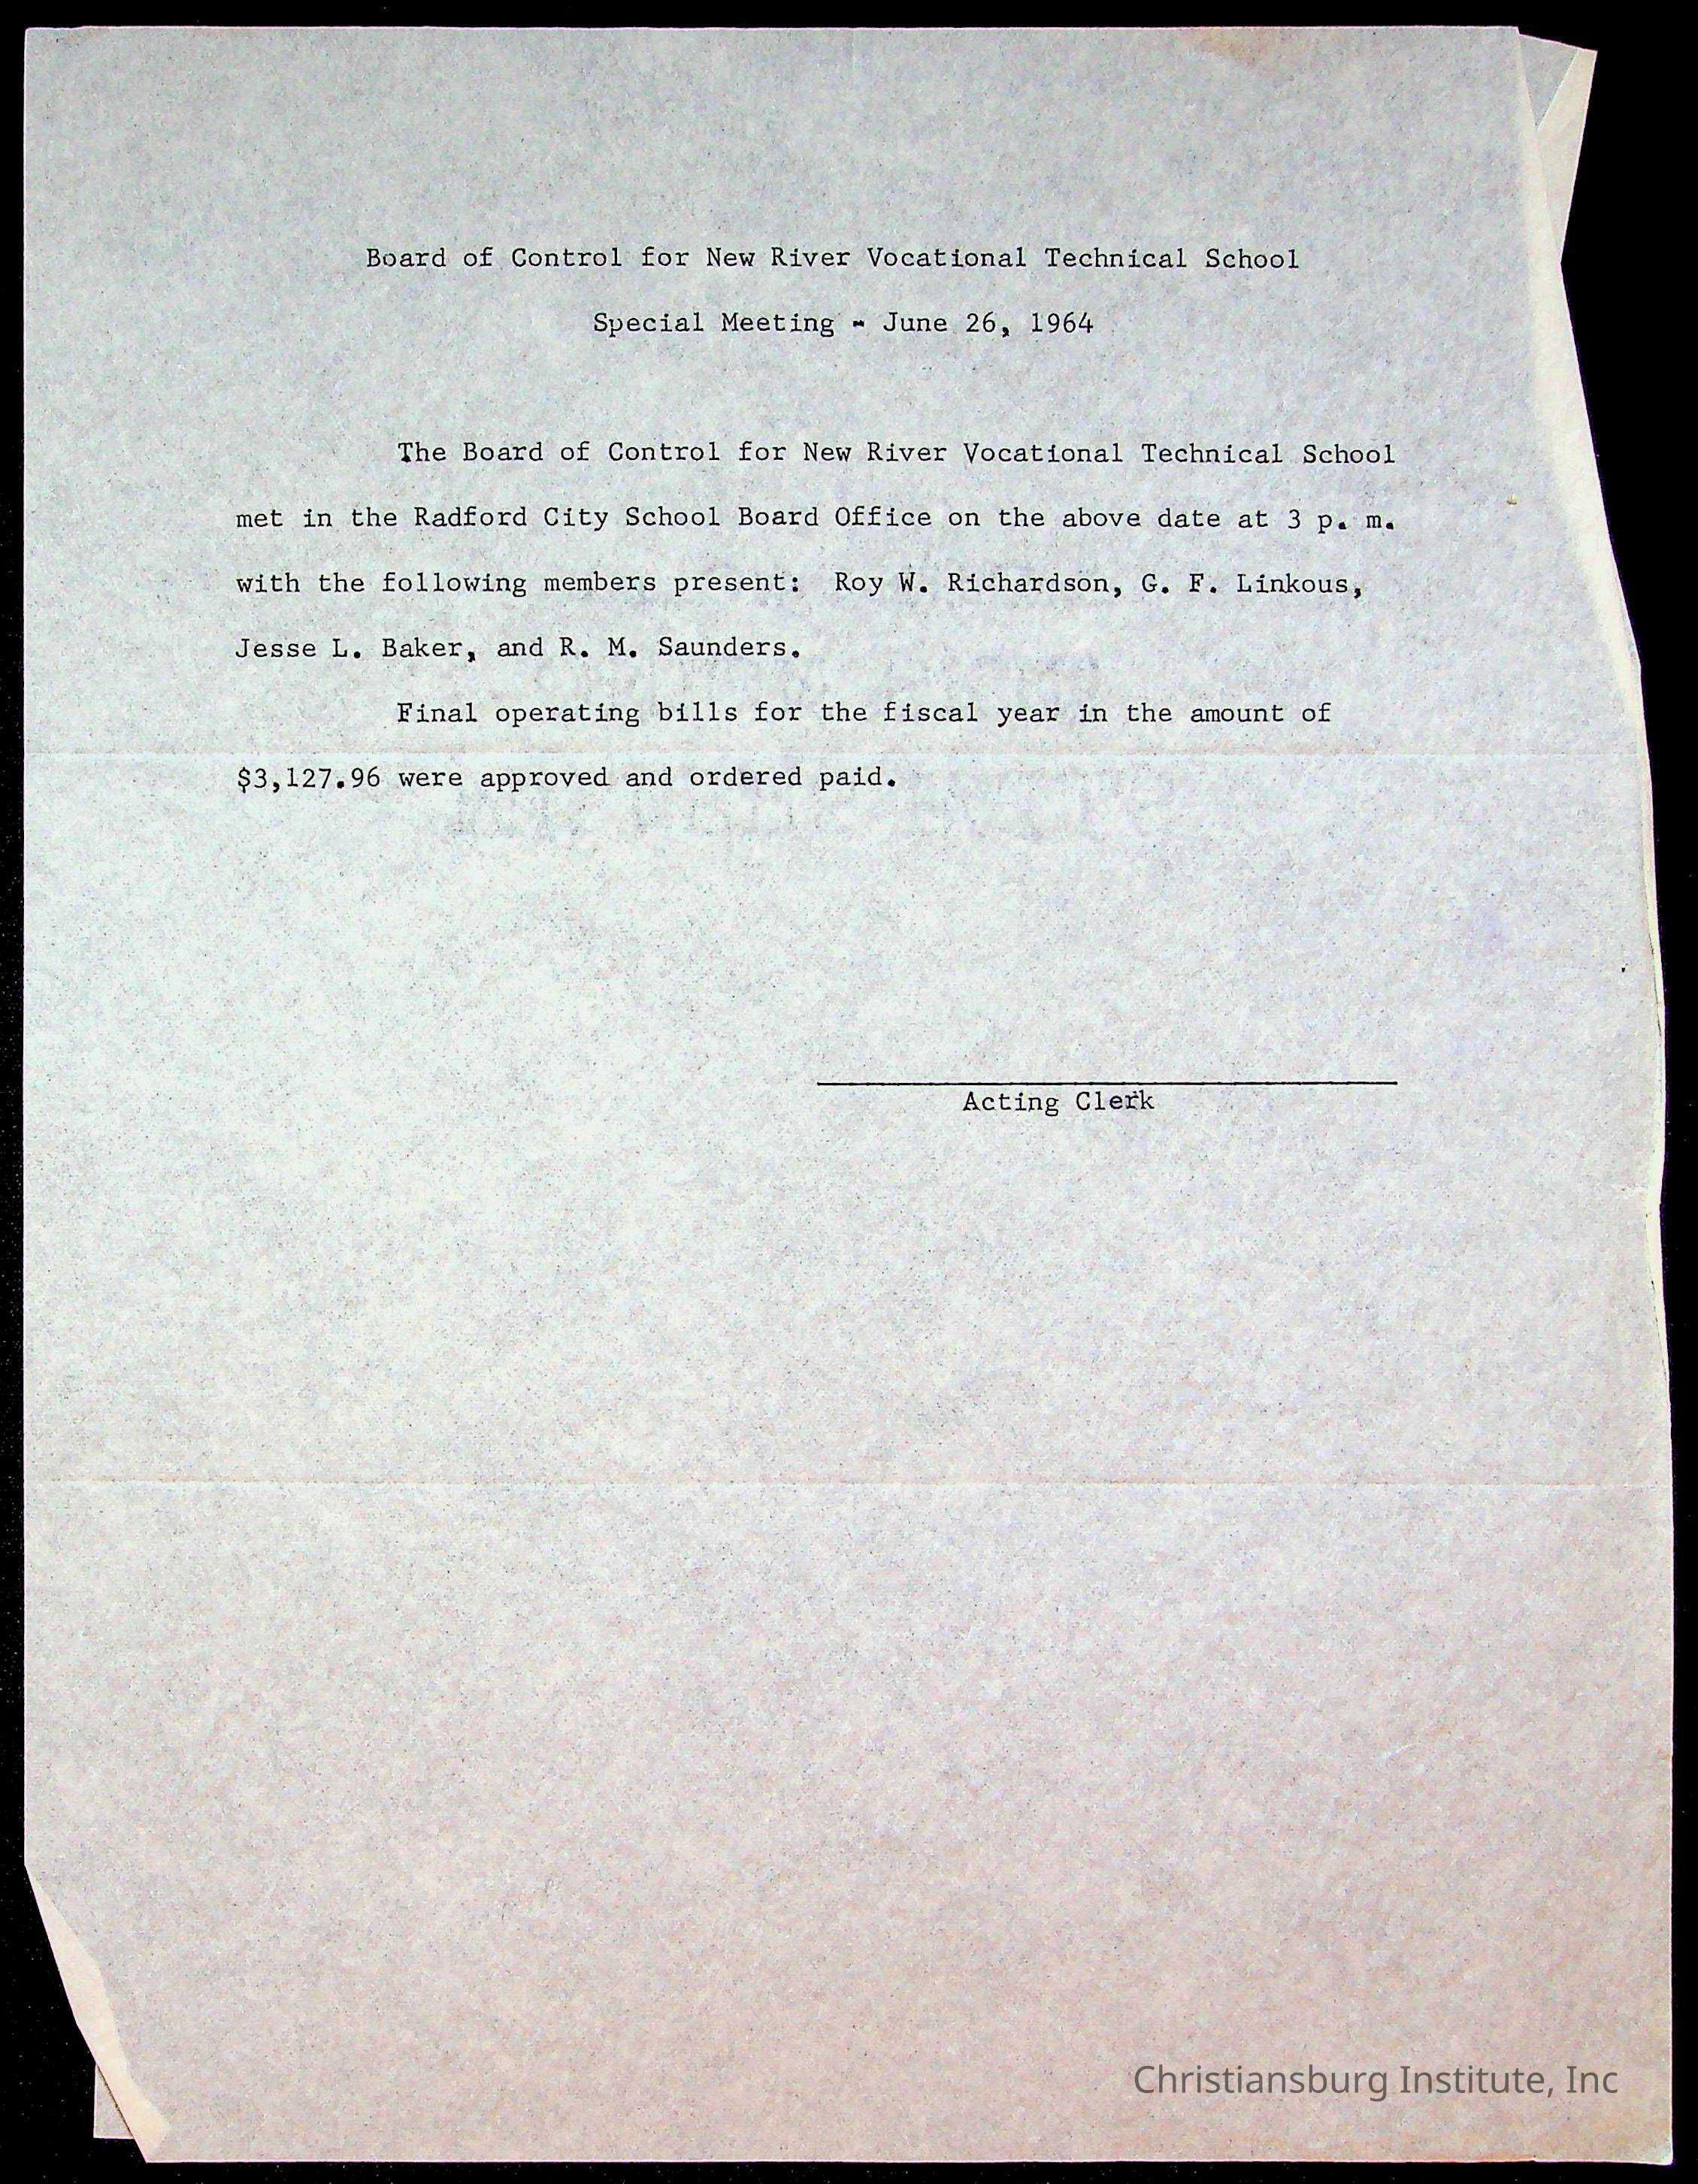 Board of Control for New River Vocational Technical School
Special Meeting - June 26, 1964
The Board of Control for New River Vocational Technical School
met in the Radford City School Board Office on the above date at 3 p. m.
with the following members present:  Roy W. Richardson, G. F. Linkous,
Jesse L. Baker, and R. M. Saunders.
Final operating bills for the fiscal year in the amount of
$3,127.96 were approved and ordered paid.
Acting Clerk
Christiansburg Institute, Inc